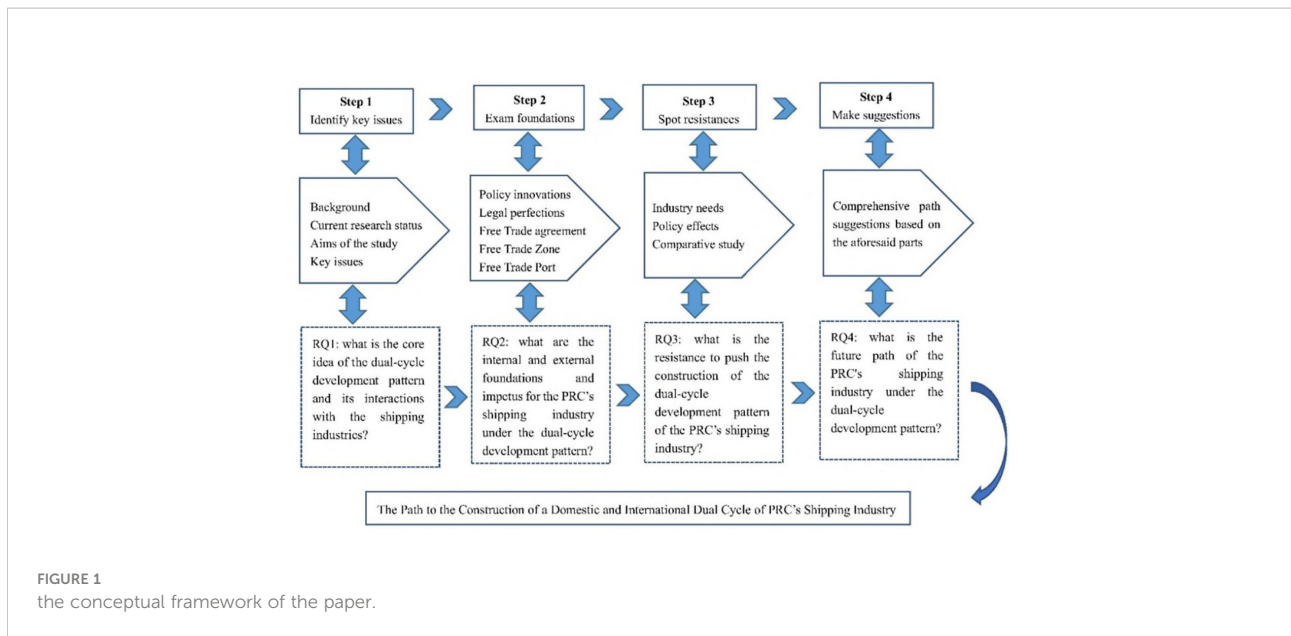 Step 1
Identify key issues
Step 2
Exam foundations
Step 3
Spot resistances
Step 4
Make suggestions
Background
Current research status
Aims of the study
Key issues
Policy innovations
Legal perfections
Free Trade agreement
Free Trade Zone
Free Trade Port
Industry needs
Policy effects
Comparative study
Comprehensive path
suggestions based on
the aforesaid parts
RQ1: what is the core
idea of the dual-cycle
development pattern
and its interactions
with the shipping
industries?
RQ2: what are the
internal and external
foundations and
impetus for the PRC's
shipping industry
under the dual-cycle
development pattern?
RQ3: what is the
resistance to push the
construction of the
dual-cycle
development pattern
of the PRC's shipping
industry?
RQ4: what is the
future path of the
PRC's shipping
industry under the
dual-cycle
development pattern?
The Path to the Construction of a Domestic and International Dual Cycle of PRC's Shipping Industry
FIGURE 1
the conceptual framework of the paper.